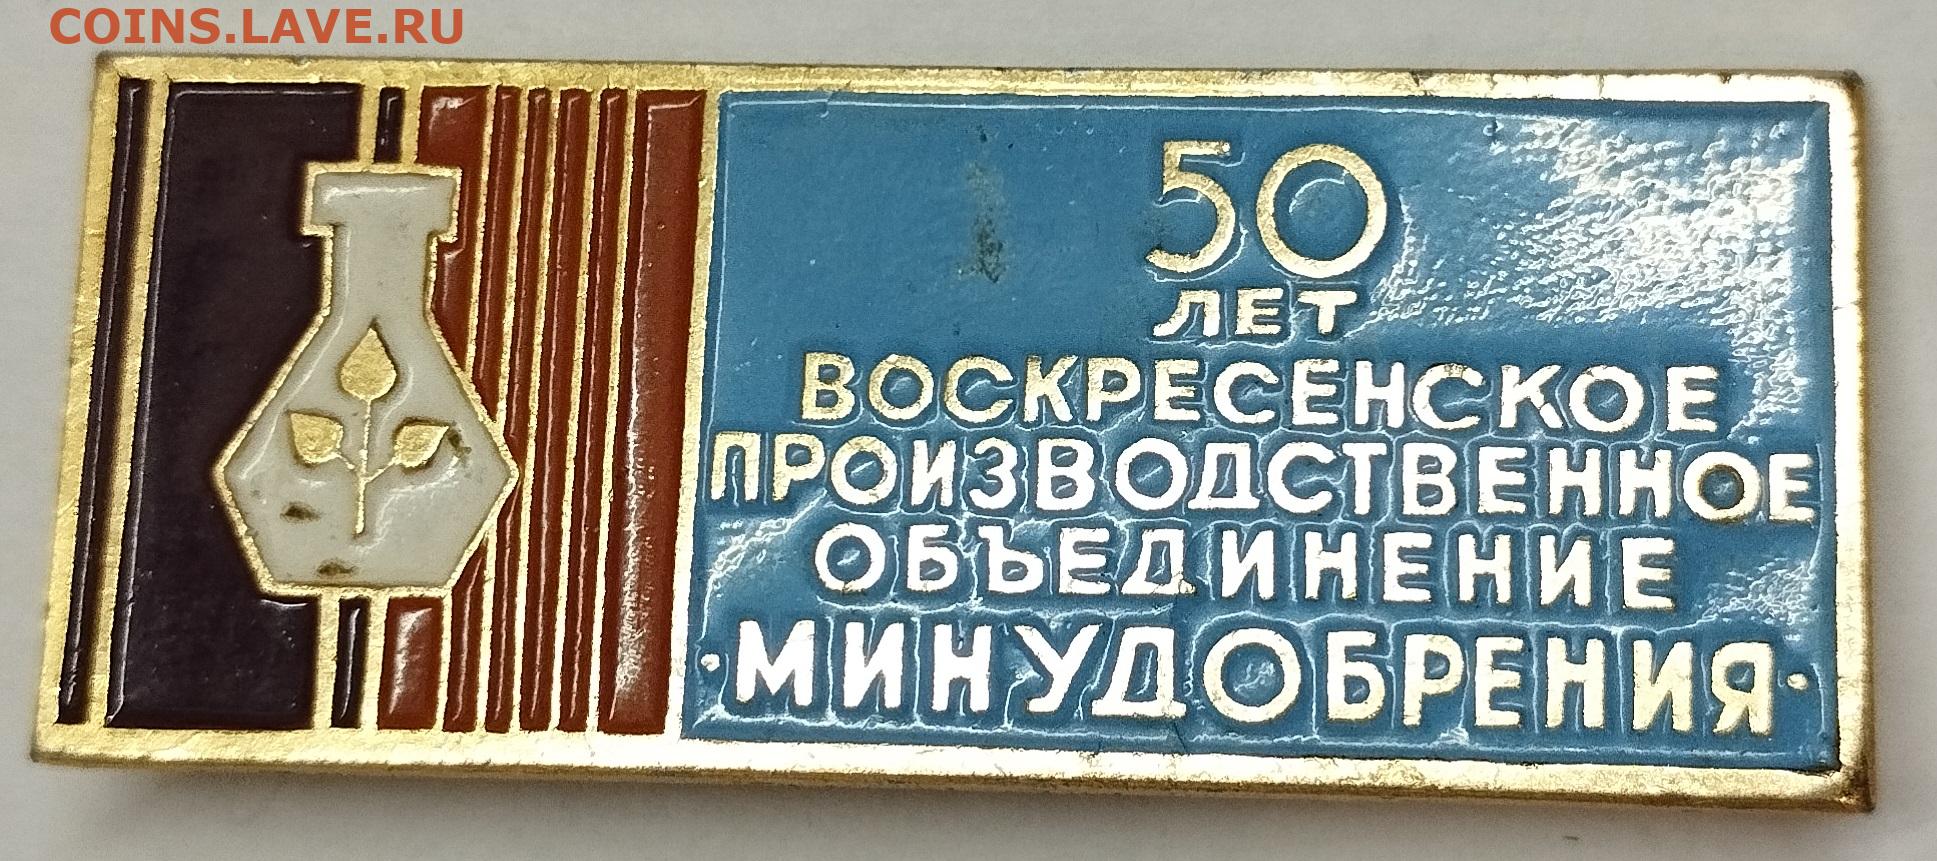 COINS.LAVE.RU
50
ЛЕТ
ВОСКРЕСЕНСКОЕ
ПРОИЗВОДСТВЕННОЕ
ОБЪЕДИНЕНИЕ
·МИНУДОБРЕНИЯ·